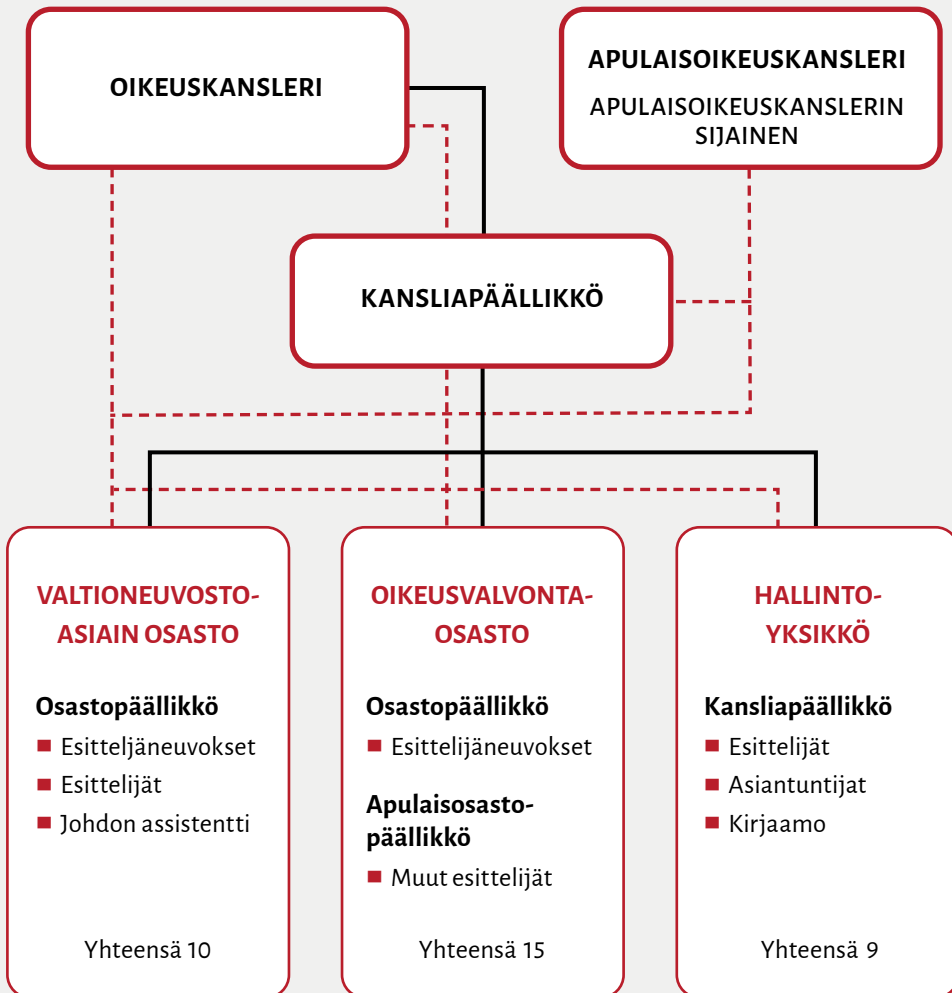 OIKEUSKANSLERI
APULAISOIKEUSKANSLERI
APULAISOIKEUSKANSLERIN
SIJAINEN
KANSLIAPÄÄLLIKKÖ
VALTIONEUVOSTO-
ASIAIN OSASTO
Osastopäällikkö
Esitteljäneuvokset
Esittelijät
Johdon assistentti
Yhteensä 10
OIKEUSVALVONTA-
OSASTO
Osastopäällikkö
Esittelijäneuvokset
Apulaisosasto-
päällikkö
Muut esittelijät
Yhteensä 15
HALLINTO-
YKSIKKÖ
Kansliapäällikkö
Esittelijät
Asiantuntijat
Kirjaamo
Yhteensä 9